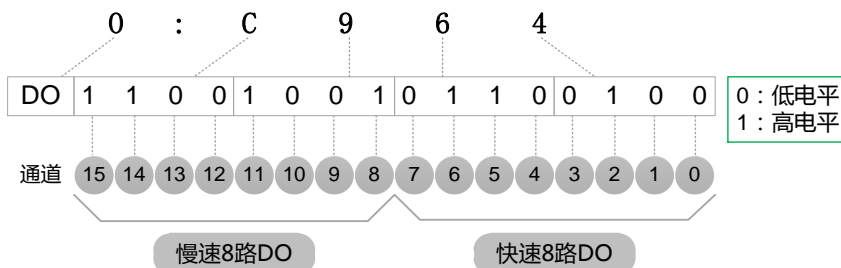 0 : C 9 6 4
DO 1 1 0 0 1 0 0 1 0 1 1 0 0 1 0 0
0：低电平
1：高电平
通道 15 14 13 12 11 10 9 8 7 6 5 4 3 2 1 0
慢速8路DO 快速8路DO